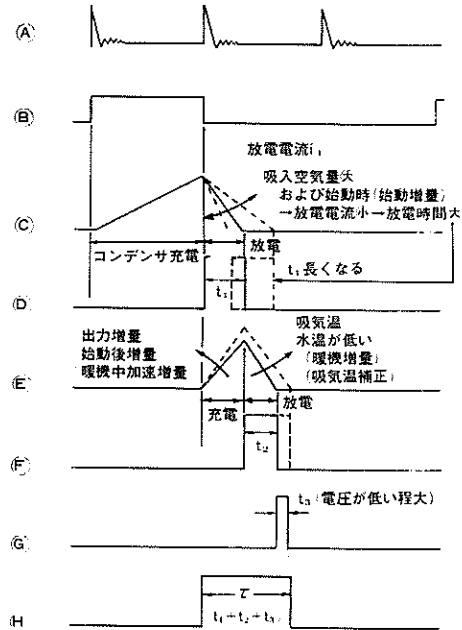 Ⓐ
Ⓑ
放電電流i₁
吸入空気量大
および始動時(始動増量)
→放電電流小→放電時間大
Ⓒ
コンデンサ充電
放電
t₁長くなる
Ⓓ
t₁
出力増量
始動後増量
暖機中加速増量
吸気温
水温が低い
(暖機増量)
(吸気温補正)
Ⓔ
充電
放電
t₂
Ⓕ
t₃(電圧が低い程大)
Ⓖ
τ
t₁+t₂+t₃
Ⓗ